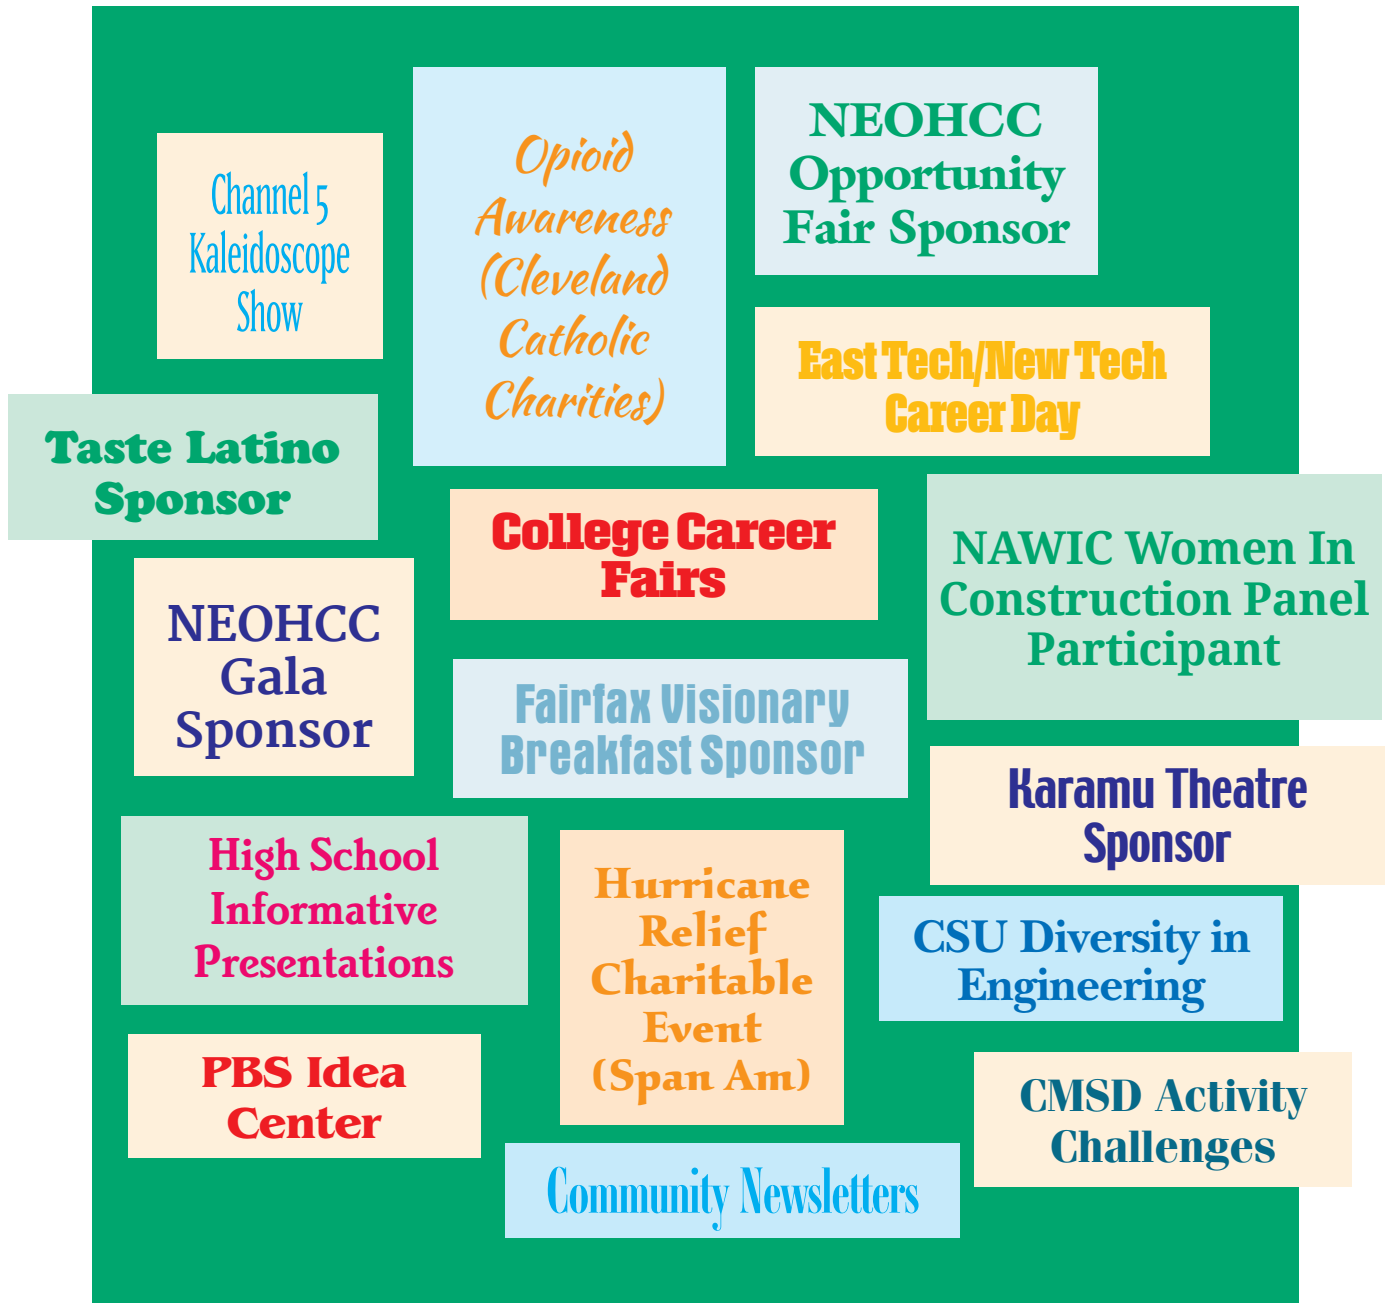 Channel 5
Kaleidoscope
Show
Opioid
Awareness
(Cleveland
Catholic
Charities)
NEOHCC
Opportunity
Fair Sponsor
East Tech/New Tech
Career Day
Taste Latino
Sponsor
College Career
Fairs
NAWIC Women In
Construction Panel
Participant
NEOHCC
Gala
Sponsor
Fairfax Visionary
Breakfast Sponsor
Karamu Theatre
Sponsor
High School
Informative
Presentations
Hurricane
Relief
Charitable
Event
(Span Am)
CSU Diversity in
Engineering
PBS Idea
Center
CMSD Activity
Challenges
Community Newsletters